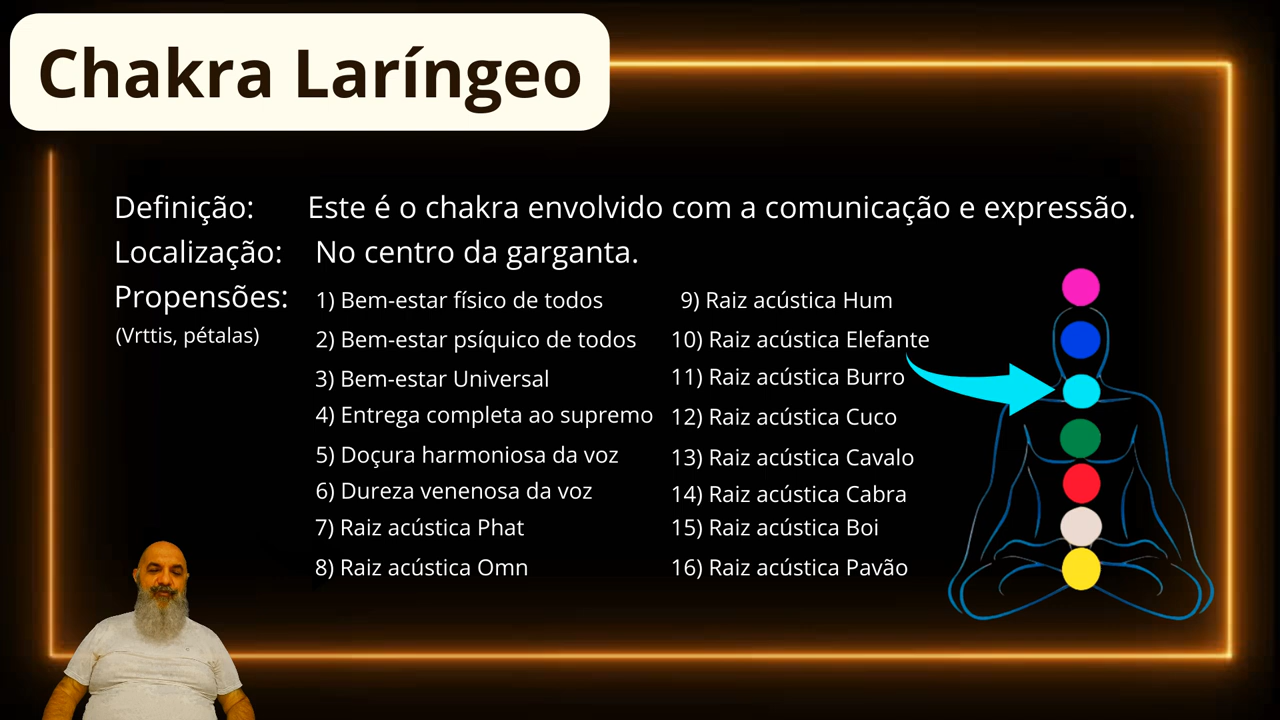 Chakra Laríngeo
Definição: Este é o chakra envolvido com a comunicação e expressão.
Localização: No centro da garganta.
Propensões:
(Vrttis, pétalas)
1) Bem-estar físico de todos
2) Bem-estar psíquico de todos
3) Bem-estar Universal
4) Entrega completa ao supremo
5) Doçura harmoniosa da voz
6) Dureza venenosa da voz
7) Raiz acústica Phat
8) Raiz acústica Omn
9) Raiz acústica Hum
10) Raiz acústica Elefante
11) Raiz acústica Burro
12) Raiz acústica Cuco
13) Raiz acústica Cavalo
14) Raiz acústica Cabra
15) Raiz acústica Boi
16) Raiz acústica Pavão